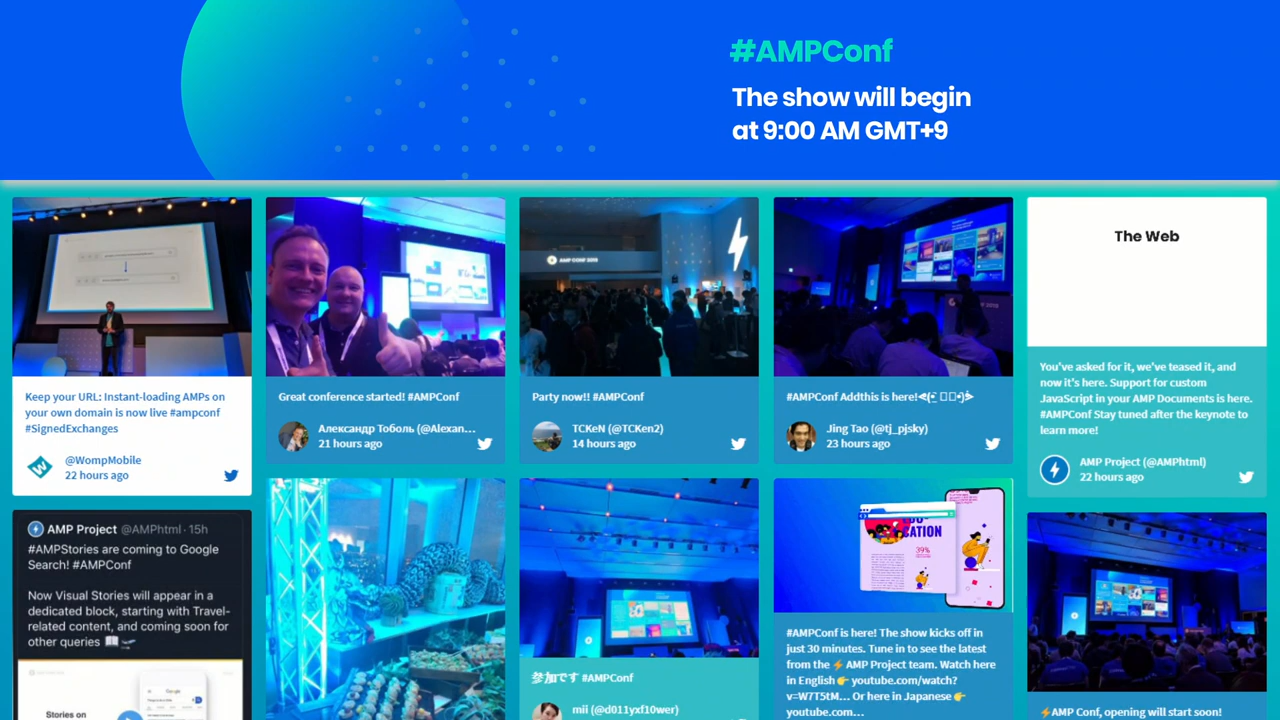 #AMPConf
The show will begin
at 9:00 AM GMT+9
Keep your URL: Instant-loading AMPs on
your own domain is now live #ampconf
#SignedExchanges
@WompMobile
22 hours ago
AMP Project @AMPhtml · 15h
#AMPStories are coming to Google
Search! #AMPConf
Now Visual Stories will appear in a
dedicated block, starting with Travel-
related content, and coming soon for
other queries
Stories on
Google
Great conference started! #AMPConf
Александр Тоболь (@Alexan...
21 hours ago
AMP CONF 2019
Party now!! #AMPConf
TCKeN (@TCKen2)
14 hours ago
参加です #AMPConf
mii (@d011yxf10wer)
#AMPConf Addthis is here!
Jing Tao (@tj_pjsky)
23 hours ago
CATION
39%
#AMPConf is here! The show kicks off in
just 30 minutes. Tune in to see the latest
from the ⚡ AMP Project team. Watch here
in English👉 youtube.com/watch?
v=W7T5tM... Or here in Japanese 👉
youtube.com...
The Web
You've asked for it, we've teased it, and
now it's here. Support for custom
JavaScript in your AMP Documents is here.
#AMPConf Stay tuned after the keynote to
learn more!
AMP Project (@AMPhtml)
22 hours ago
⚡AMP Conf, opening will start soon!